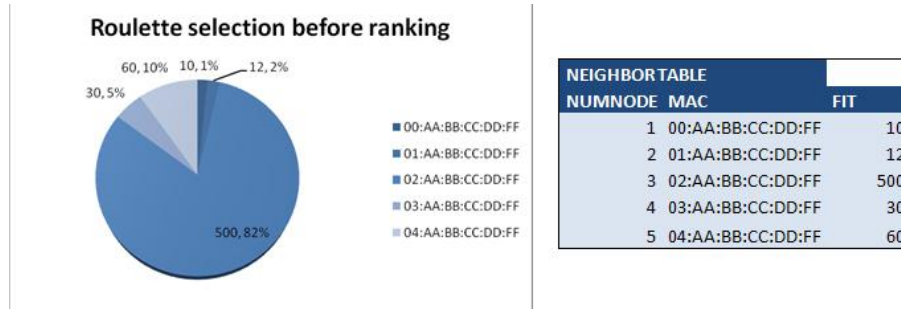 Roulette selection before ranking
60, 10%
10, 1%
12, 2%
30, 5%
500, 82%
00:AA:BB:CC:DD:FF
01:AA:BB:CC:DD:FF
02:AA:BB:CC:DD:FF
03:AA:BB:CC:DD:FF
04:AA:BB:CC:DD:FF
NEIGHBOR TABLE
NUMNODE MAC FIT
1 00:AA:BB:CC:DD:FF 10
2 01:AA:BB:CC:DD:FF 12
3 02:AA:BB:CC:DD:FF 500
4 03:AA:BB:CC:DD:FF 30
5 04:AA:BB:CC:DD:FF 60